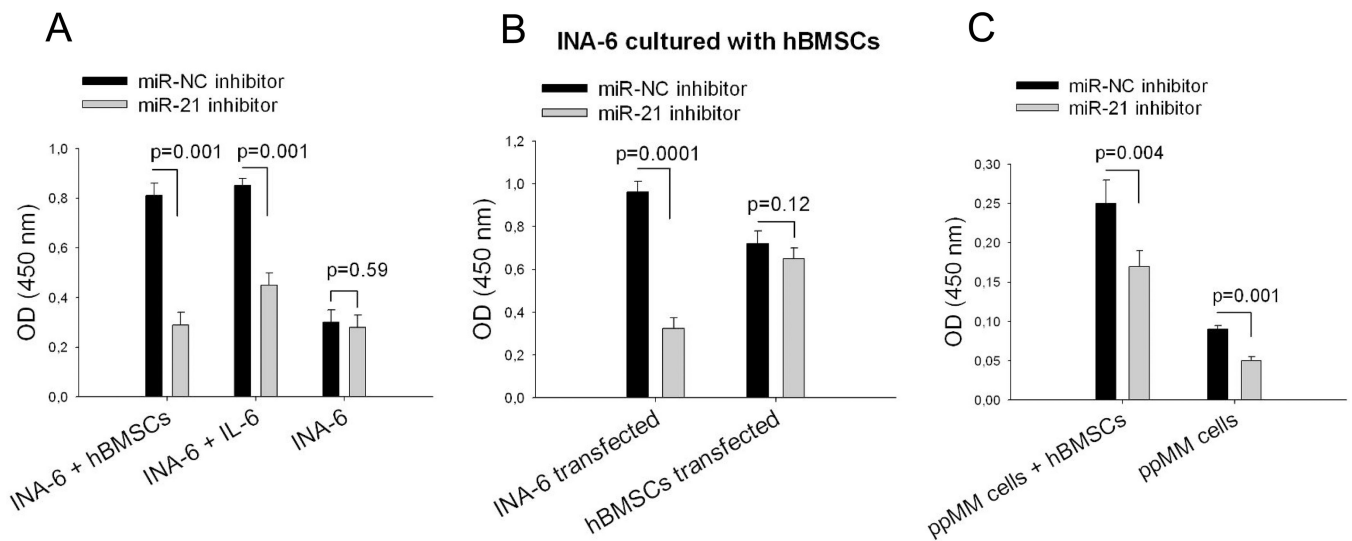 A
miR-NC inhibitor
miR-21 inhibitor
OD (450 nm)
1,0
0,8
0,6
0,4
0,2
0,0
p=0.001
p=0.001
p=0.59
INA-6 + hBMSCs
INA-6 + IL-6
INA-6
B
INA-6 cultured with hBMSCs
miR-NC inhibitor
miR-21 inhibitor
OD (450 nm)
1,2
1,0
0,8
0,6
0,4
0,2
0,0
p=0.0001
p=0.12
INA-6 transfected
hBMSCs transfected
C
miR-NC inhibitor
miR-21 inhibitor
OD (450 nm)
0,30
0,25
0,20
0,15
0,10
0,05
0,00
p=0.004
p=0.001
ppMM cells + hBMSCs
ppMM cells